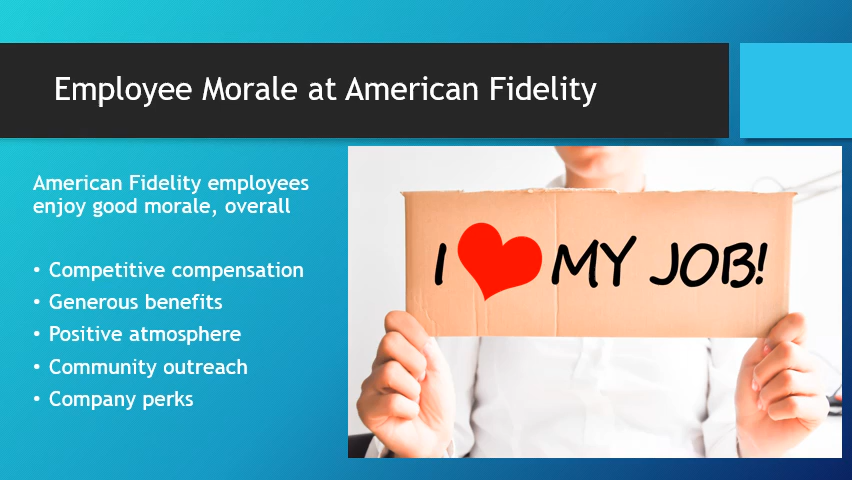 Employee Morale at American Fidelity
American Fidelity employees
enjoy good morale, overall
• Competitive compensation
• Generous benefits
• Positive atmosphere
• Community outreach
• Company perks
I ❤ MY JOB!